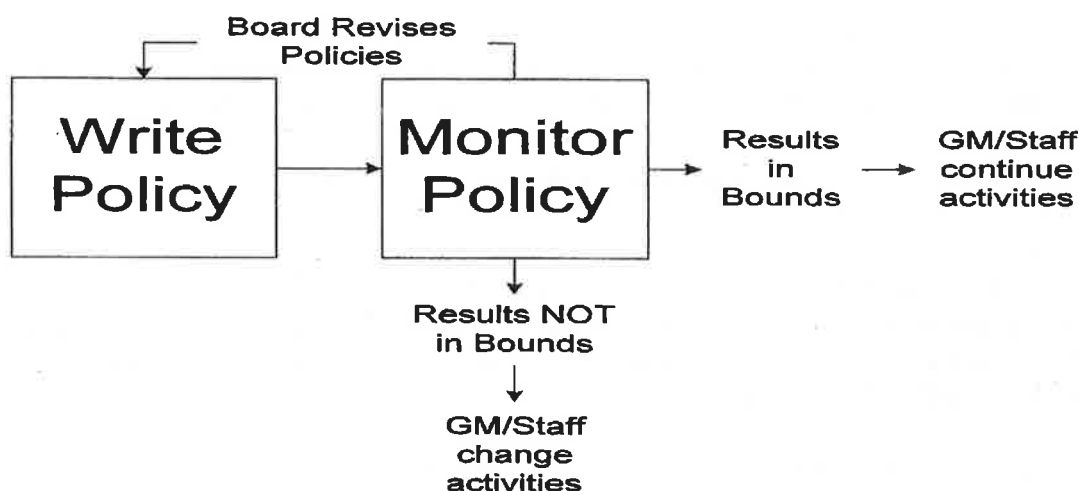 Board Revises
Policies
Write
Policy
Monitor
Policy
Results
in
Bounds
GM/Staff
continue
activities
Results NOT
in Bounds
GM/Staff
change
activities